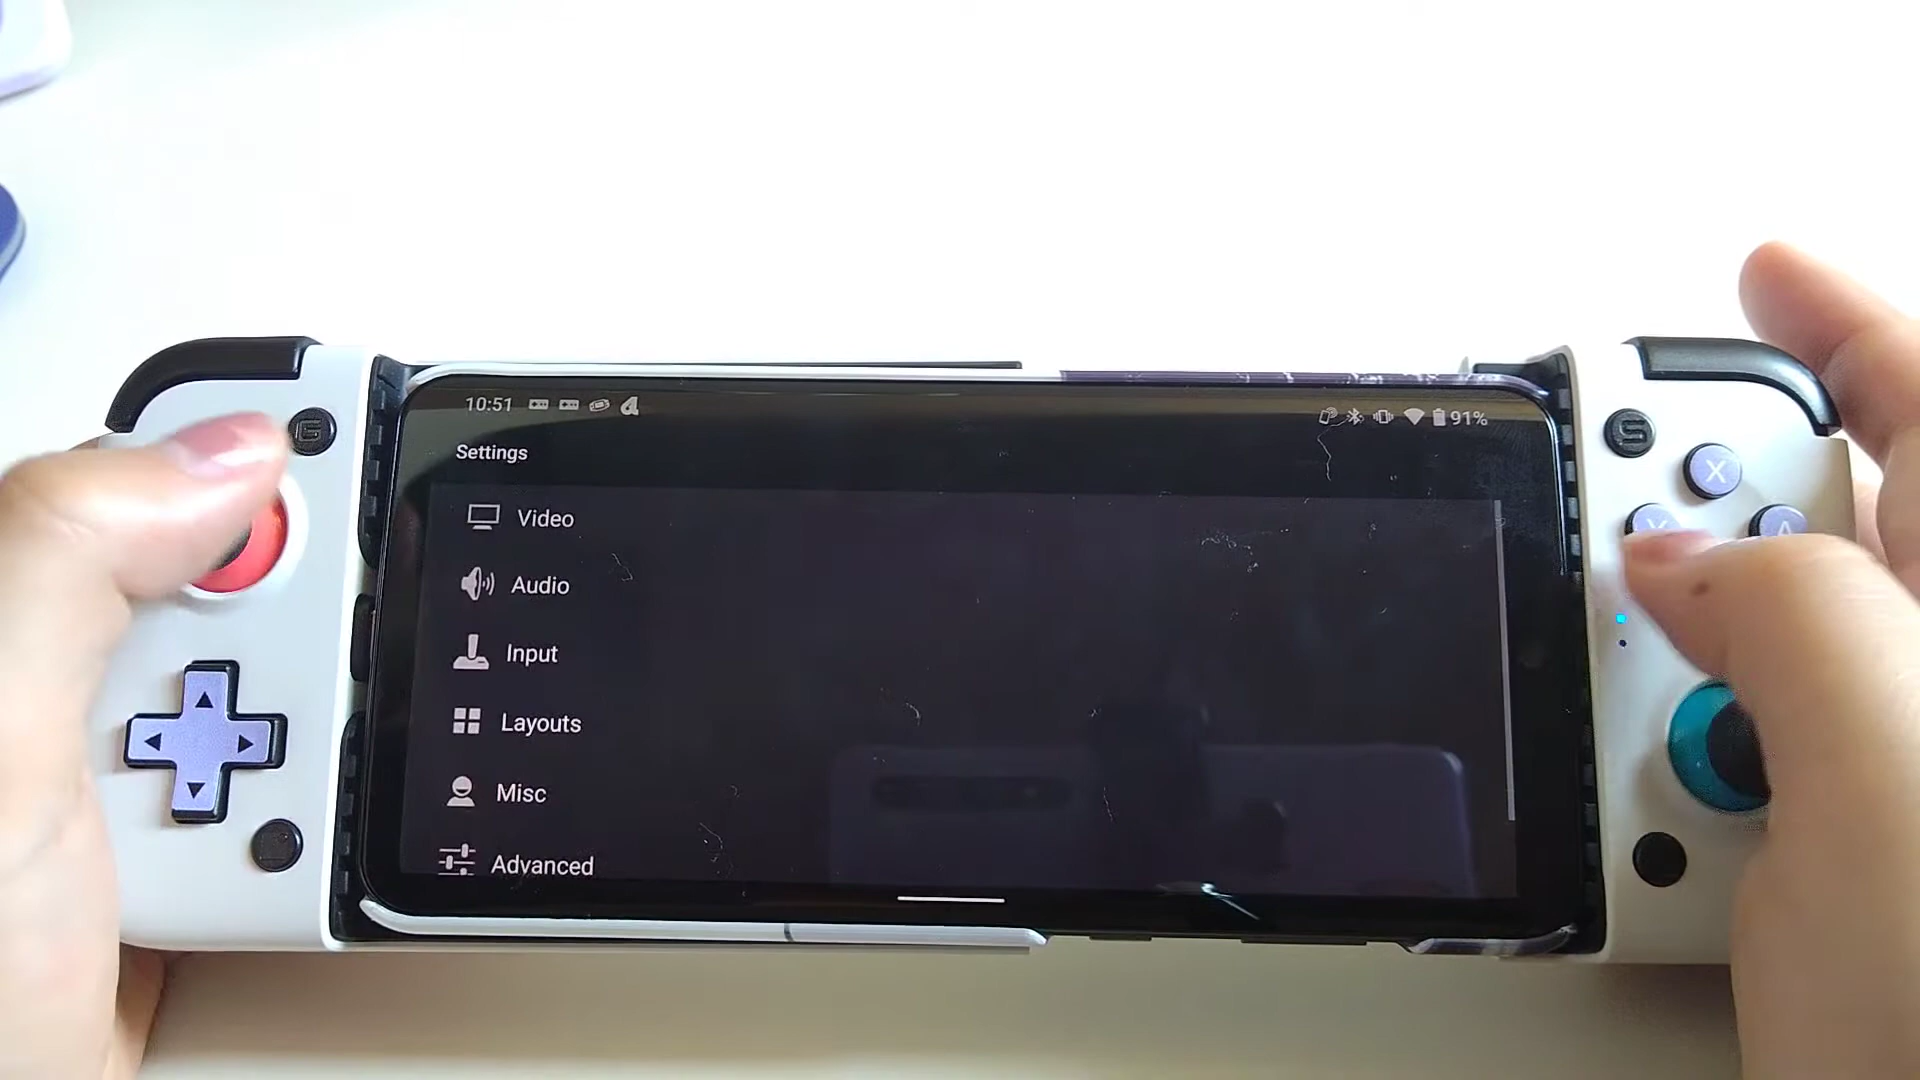 10:51
91%
Settings
Video
Audio
Input
Layouts
Misc
Advanced
G
S
X
Y
A